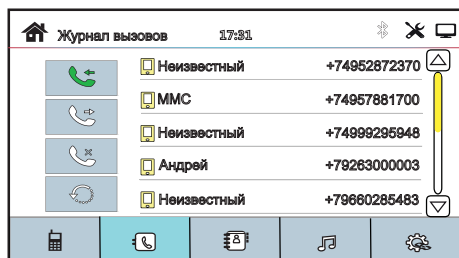 Журнал вызовов 17:31
Неизвестный +74952872370
ММС +74957881700
Неизвестный +74999295948
Андрей +79263000003
Неизвестный +79660285483